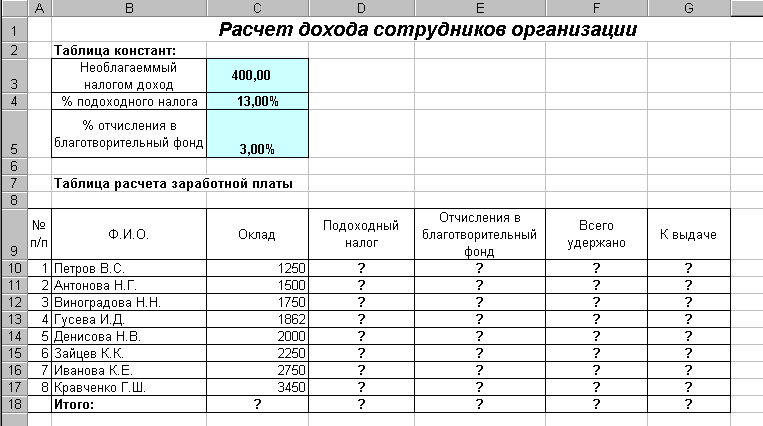 A B C D E F G
1 Расчет дохода сотрудников организации
2 Таблица констант:
3 Необлагаеммый налогом доход 400,00
4 % подоходного налога 13,00%
5 % отчисления в благотворительный фонд 3,00%
6
7 Таблица расчета заработной платы
8
9 № п/п Ф.И.О. Оклад Подоходный налог Отчисления в благотворительный фонд Всего удержано К выдаче
10 1 Петров В.С. 1250 ? ? ? ?
11 2 Антонова Н.Г. 1500 ? ? ? ?
12 3 Виноградова Н.Н. 1750 ? ? ? ?
13 4 Гусева И.Д. 1862 ? ? ? ?
14 5 Денисова Н.В. 2000 ? ? ? ?
15 6 Зайцев К.К. 2250 ? ? ? ?
16 7 Иванова К.Е. 2750 ? ? ? ?
17 8 Кравченко Г.Ш. 3450 ? ? ? ?
18 Итого: ? ? ? ? ?